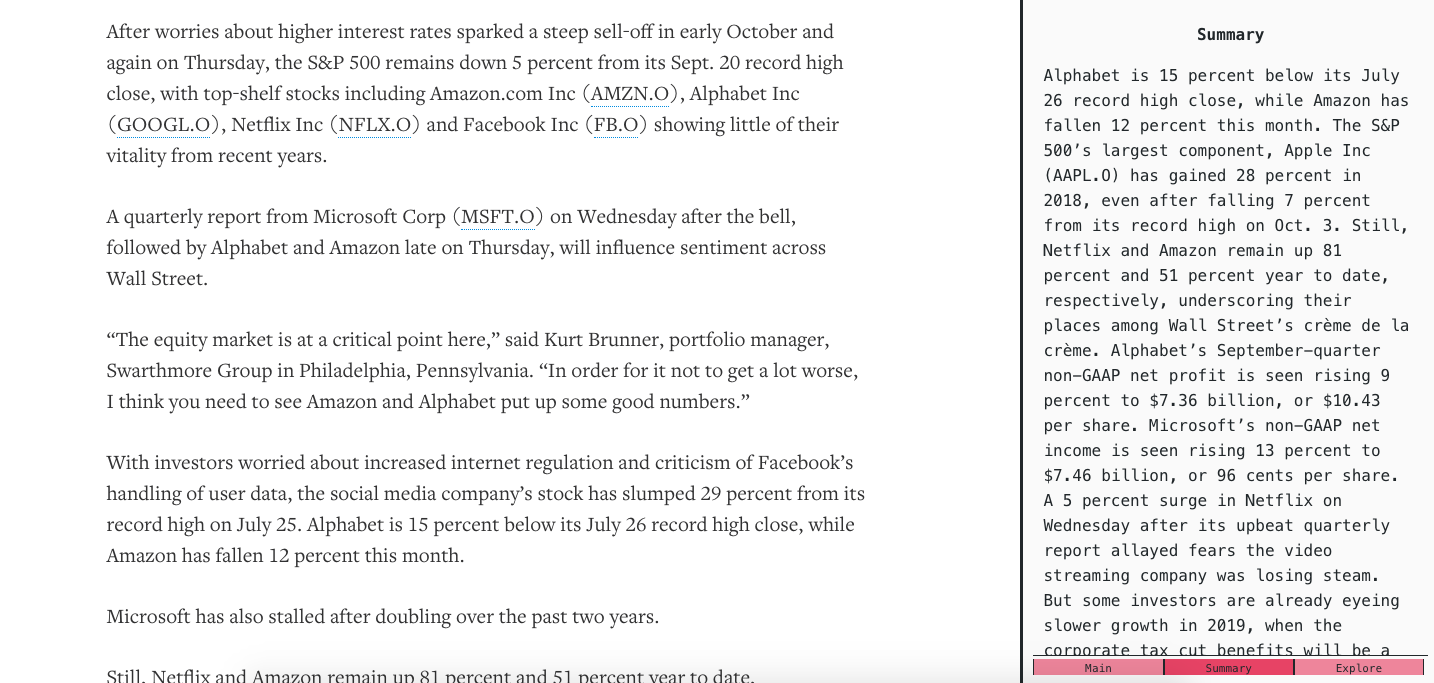 After worries about higher interest rates sparked a steep sell-off in early October and
again on Thursday, the S&P 500 remains down 5 percent from its Sept. 20 record high
close, with top-shelf stocks including Amazon.com Inc (AMZN.O), Alphabet Inc
(GOOGL.O), Netflix Inc (NFLX.O) and Facebook Inc (FB.O) showing little of their
vitality from recent years.
A quarterly report from Microsoft Corp (MSFT.O) on Wednesday after the bell,
followed by Alphabet and Amazon late on Thursday, will influence sentiment across
Wall Street.
“The equity market is at a critical point here,” said Kurt Brunner, portfolio manager,
Swarthmore Group in Philadelphia, Pennsylvania. “In order for it not to get a lot worse,
I think you need to see Amazon and Alphabet put up some good numbers.”
With investors worried about increased internet regulation and criticism of Facebook’s
handling of user data, the social media company’s stock has slumped 29 percent from its
record high on July 25. Alphabet is 15 percent below its July 26 record high close, while
Amazon has fallen 12 percent this month.
Microsoft has also stalled after doubling over the past two years.
Still, Netflix and Amazon remain up 81 percent and 51 percent year to date,
Summary
Alphabet is 15 percent below its July
26 record high close, while Amazon has
fallen 12 percent this month. The S&P
500’s largest component, Apple Inc
(AAPL.O) has gained 28 percent in
2018, even after falling 7 percent
from its record high on Oct. 3. Still,
Netflix and Amazon remain up 81
percent and 51 percent year to date,
respectively, underscoring their
places among Wall Street’s crème de la
crème. Alphabet’s September–quarter
non–GAAP net profit is seen rising 9
percent to $7.36 billion, or $10.43
per share. Microsoft’s non–GAAP net
income is seen rising 13 percent to
$7.46 billion, or 96 cents per share.
A 5 percent surge in Netflix on
Wednesday after its upbeat quarterly
report allayed fears the video
streaming company was losing steam.
But some investors are already eyeing
slower growth in 2019, when the
corporate tax cut benefits will be a
Main
Summary
Explore